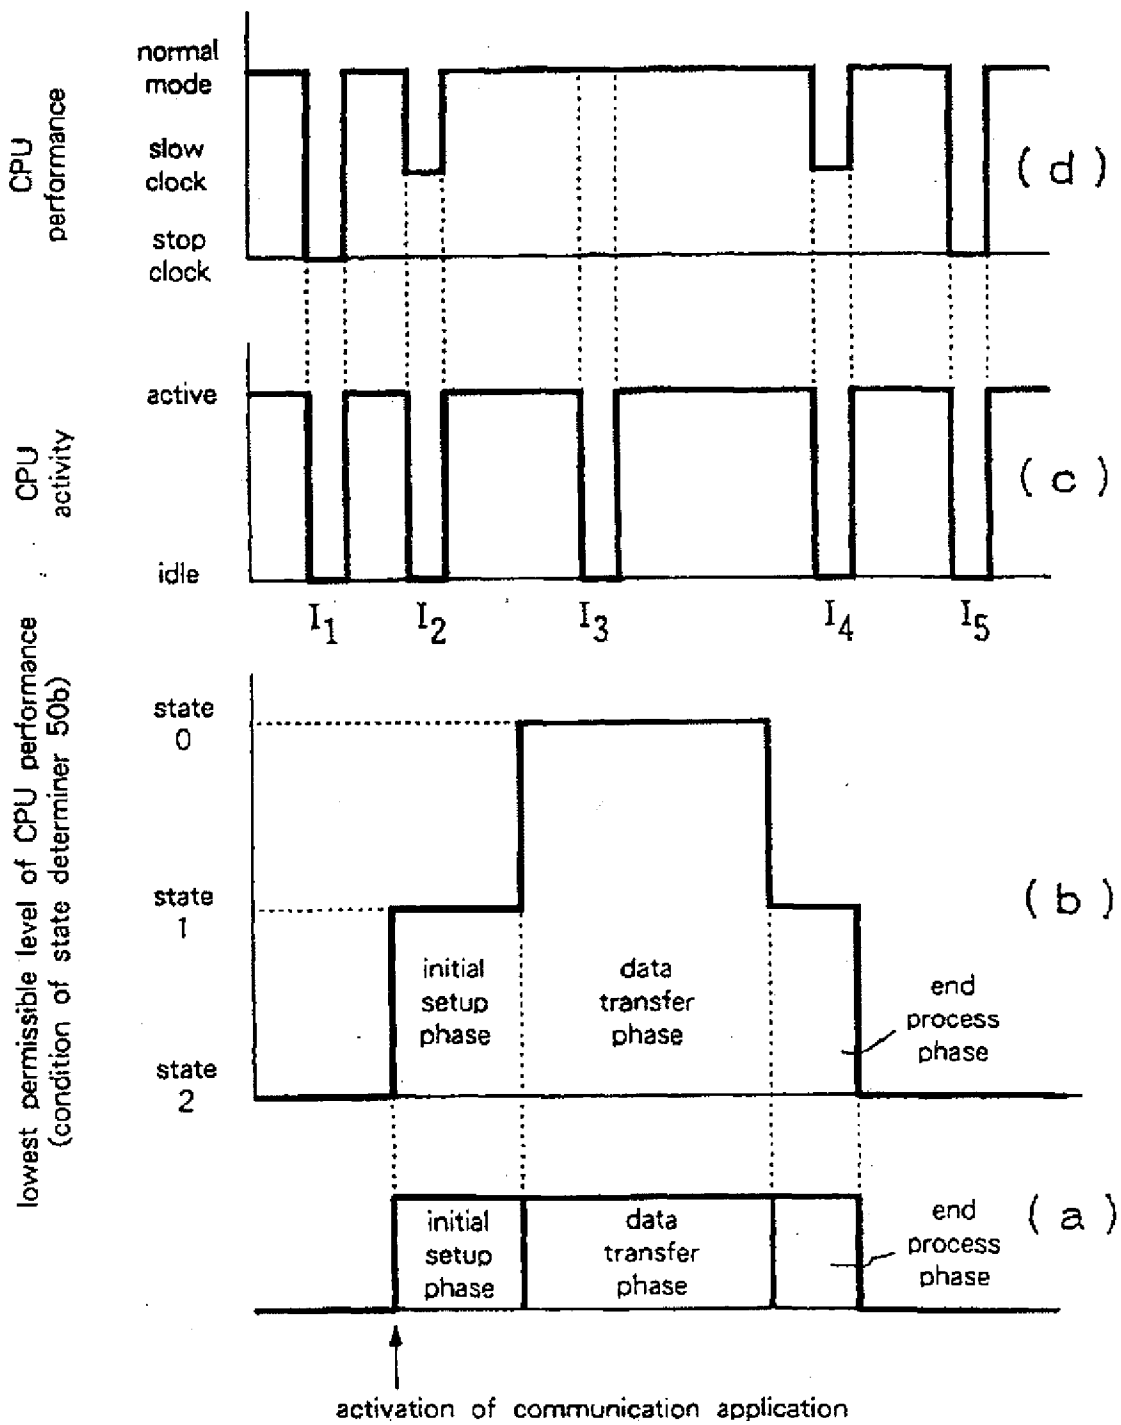 CPU
performance
normal
mode
slow
clock
stop
clock
(d)
CPU
activity
active
idle
(c)
I1
I2
I3
I4
I5
lowest permissible level of CPU performance
(condition of state determiner 50b)
state
0
state
1
state
2
initial
setup
phase
data
transfer
phase
end
process
phase
(b)
initial
setup
phase
data
transfer
phase
end
process
phase
(a)
activation of communication application